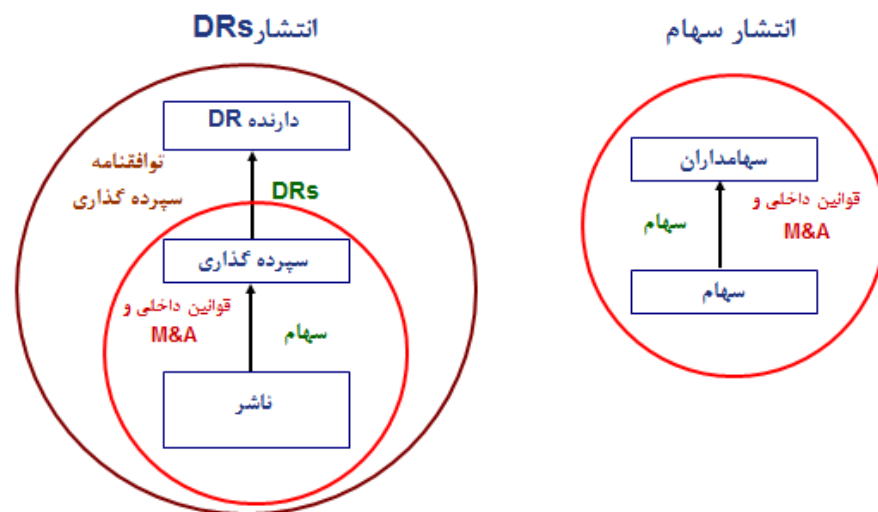 انتشار سهام
سهامداران
قوانین داخلی و
M&A
سهام
سهام
انتشارDRs
دارنده DR
توافقنامه
سپرده گذاری
DRs
سپرده گذاری
قوانین داخلی و
M&A
سهام
ناشر